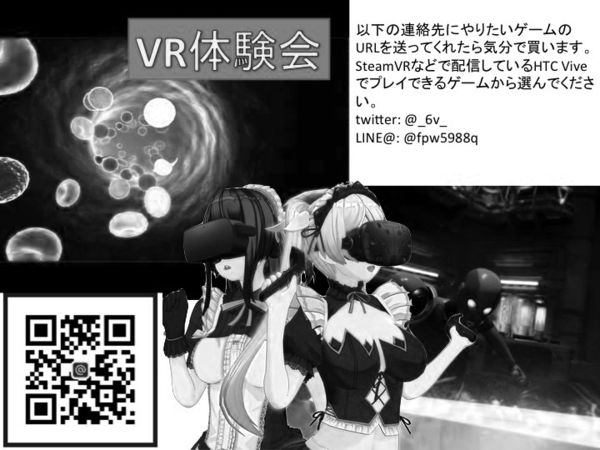 VR体験会
以下の連絡先にやりたいゲームの
URLを送ってくれたら気分で買います。
SteamVRなどで配信しているHTC Vive
でプレイできるゲームから選んでくださ
い。
twitter: @_6v_
LINE@: @fpw5988q
@